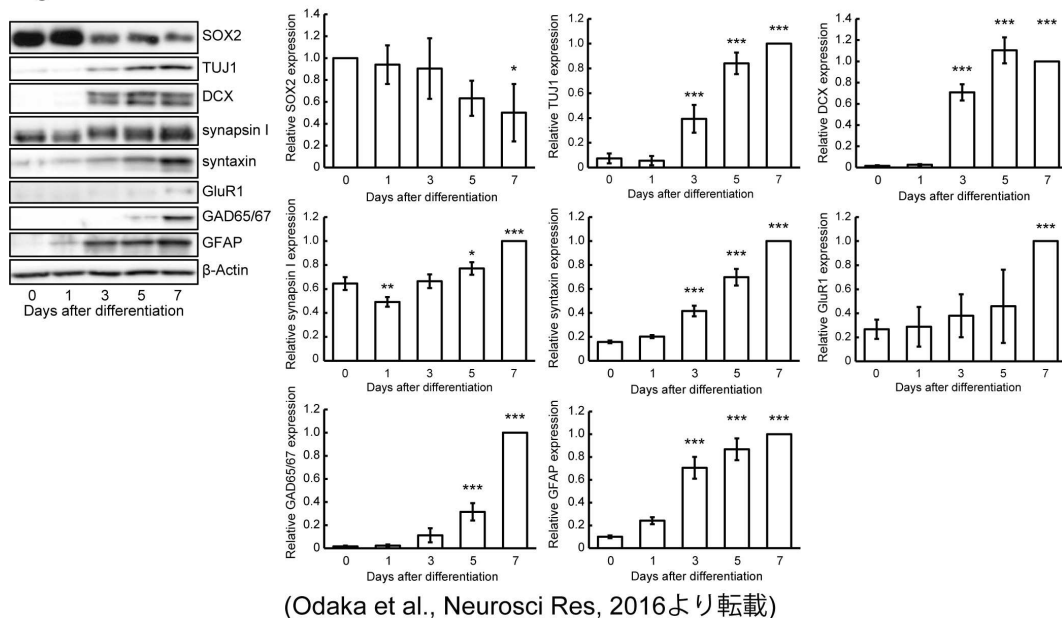 SOX2
TUJ1
DCX
synapsin I
syntaxin
GluR1
GAD65/67
GFAP
β-Actin
0 1 3 5 7
Days after differentiation
Relative SOX2 expression
1.4
1.2
1.0
0.8
0.6
0.4
0.2
0
*
0 1 3 5 7
Days after differentiation
Relative TUJ1 expression
1.2
1.0
0.8
0.6
0.4
0.2
0
***
***
***
0 1 3 5 7
Days after differentiation
Relative DCX expression
1.4
1.2
1.0
0.8
0.6
0.4
0.2
0
***
***
***
0 1 3 5 7
Days after differentiation
Relative synapsin I expression
1.2
1.0
0.8
0.6
0.4
0.2
0
**
*
***
0 1 3 5 7
Days after differentiation
Relative syntaxin expression
1.2
1.0
0.8
0.6
0.4
0.2
0
***
***
***
0 1 3 5 7
Days after differentiation
Relative GluR1 expression
1.2
1.0
0.8
0.6
0.4
0.2
0
***
0 1 3 5 7
Days after differentiation
Relative GAD65/67 expression
1.2
1.0
0.8
0.6
0.4
0.2
0
***
***
0 1 3 5 7
Days after differentiation
Relative GFAP expression
1.2
1.0
0.8
0.6
0.4
0.2
0
***
***
***
0 1 3 5 7
Days after differentiation
(Odaka et al., Neurosci Res, 2016より転載)